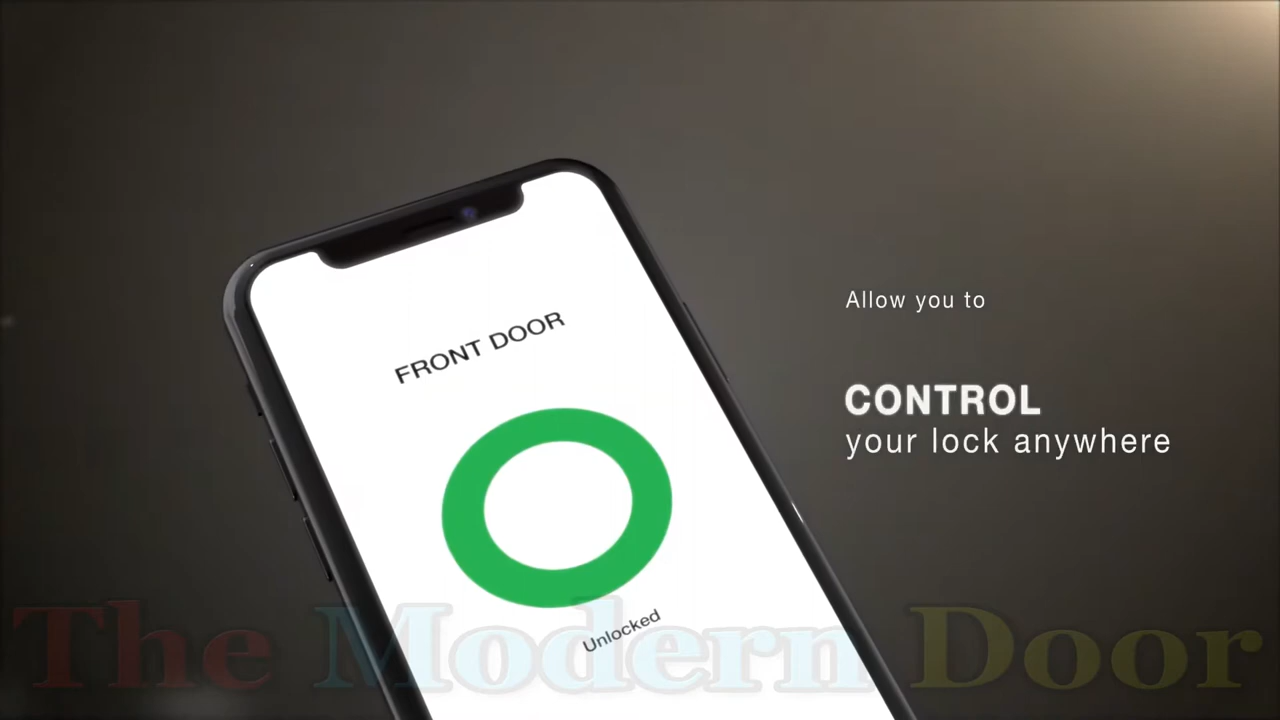 FRONT DOOR
Unlocked
Allow you to
CONTROL
your lock anywhere
The Modern Door